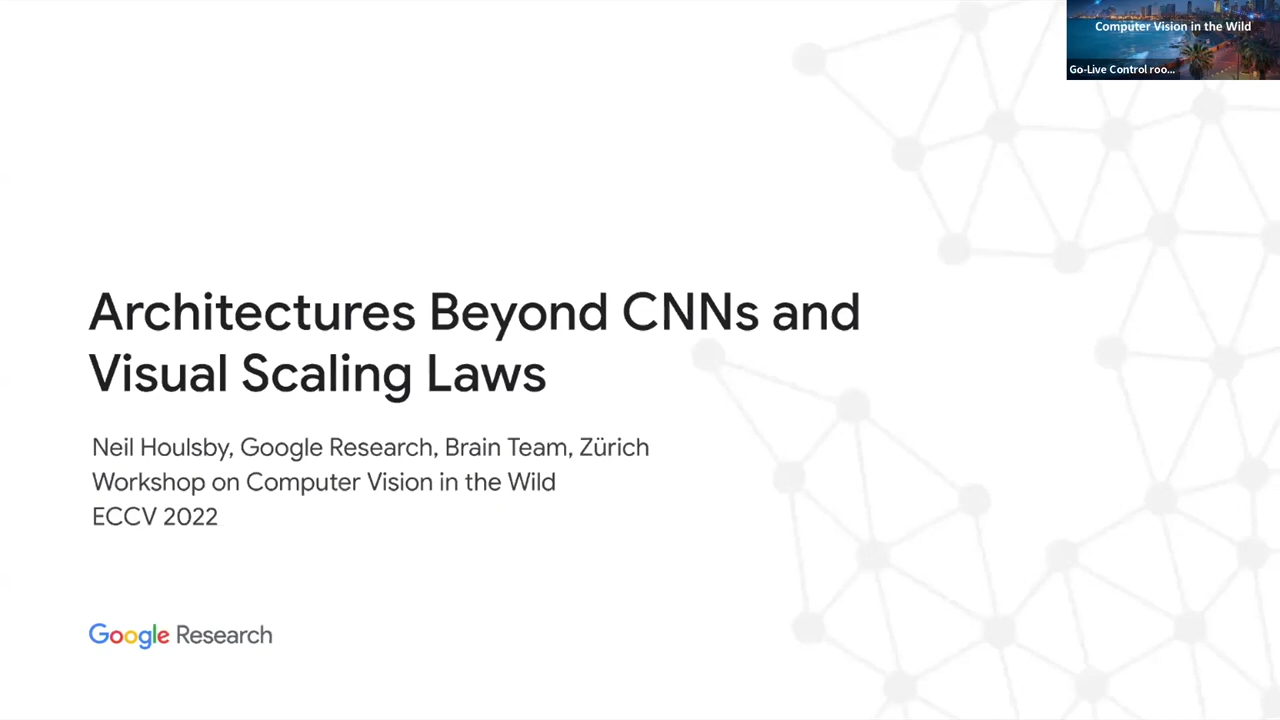 Computer Vision in the Wild
Go-Live Control roo...
Architectures Beyond CNNs and
Visual Scaling Laws
Neil Houlsby, Google Research, Brain Team, Zürich
Workshop on Computer Vision in the Wild
ECCV 2022
Google Research